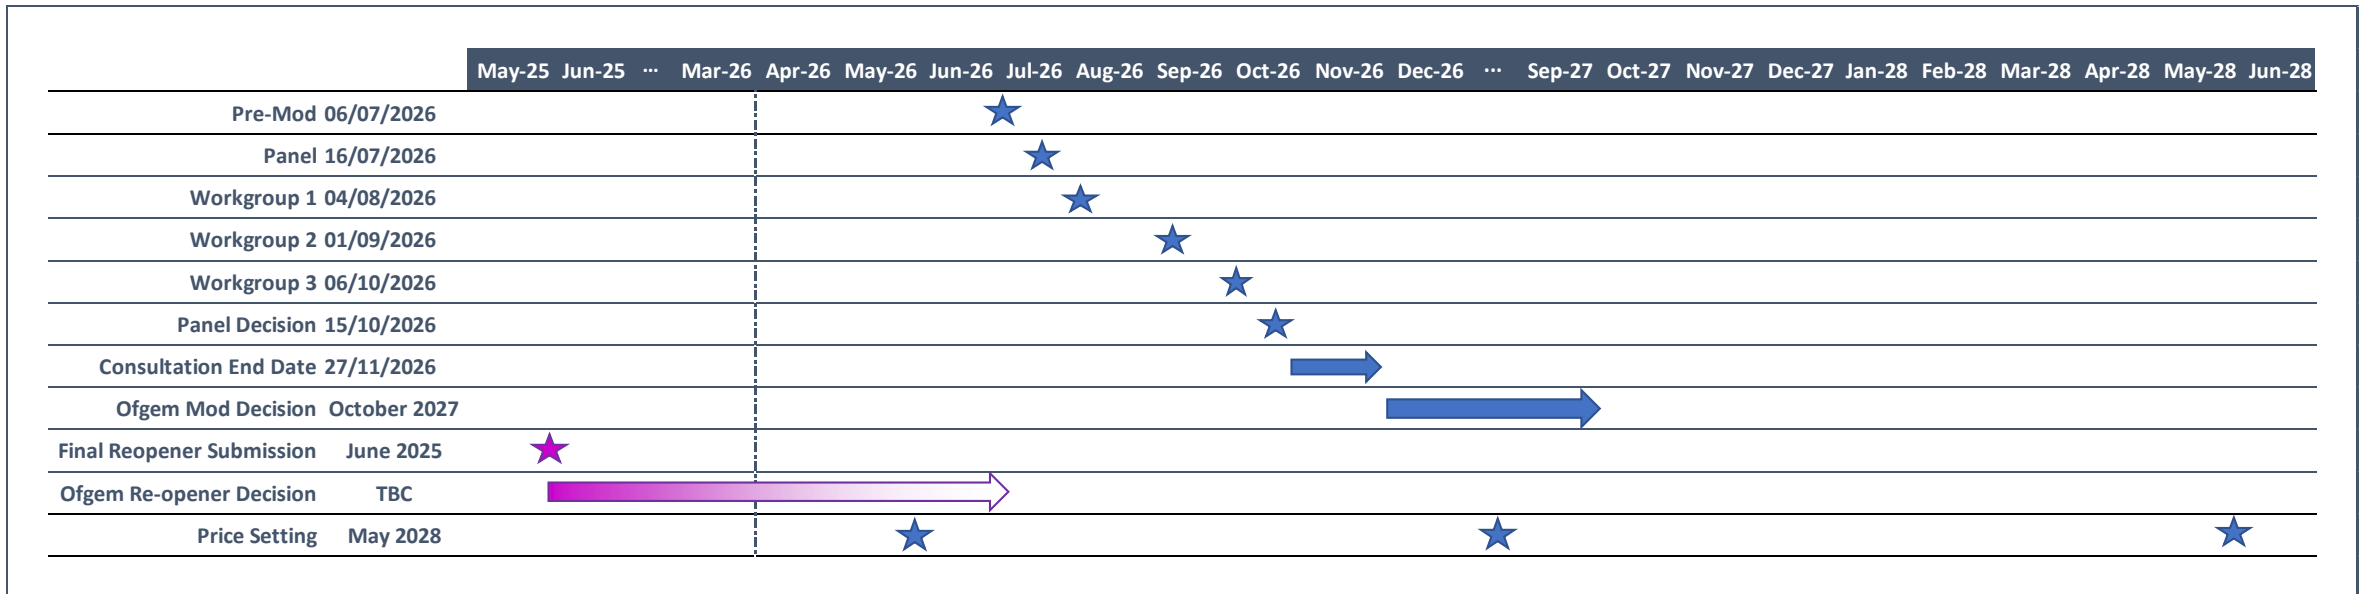 May-25 Jun-25 ... Mar-26 Apr-26 May-26 Jun-26 Jul-26 Aug-26 Sep-26 Oct-26 Nov-26 Dec-26 ... Sep-27 Oct-27 Nov-27 Dec-27 Jan-28 Feb-28 Mar-28 Apr-28 May-28 Jun-28
Pre-Mod 06/07/2026
Panel 16/07/2026
Workgroup 1 04/08/2026
Workgroup 2 01/09/2026
Workgroup 3 06/10/2026
Panel Decision 15/10/2026
Consultation End Date 27/11/2026
Ofgem Mod Decision October 2027
Final Reopener Submission June 2025
Ofgem Re-opener Decision TBC
Price Setting May 2028